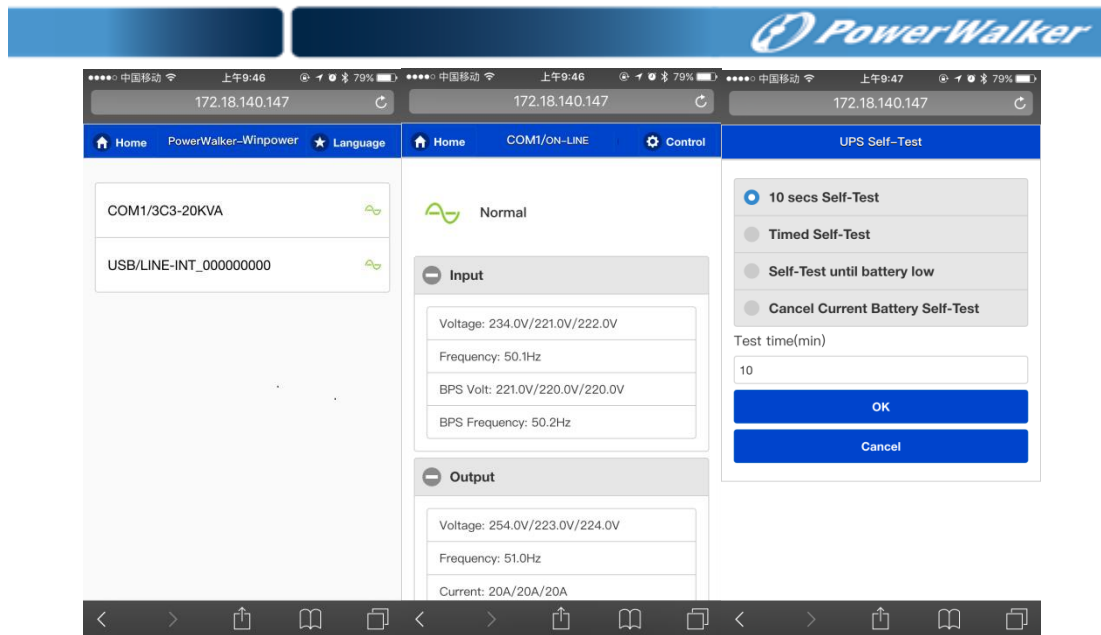 PowerWalker
中国移动 上午9:46 79%
172.18.140.147
Home PowerWalker-Winpower Language
COM1/3C3-20KVA
USB/LINE-INT_000000000
中国移动 上午9:46 79%
172.18.140.147
Home COM1/ON-LINE Control
Normal
Input
Voltage: 234.0V/221.0V/222.0V
Frequency: 50.1Hz
BPS Volt: 221.0V/220.0V/220.0V
BPS Frequency: 50.2Hz
Output
Voltage: 254.0V/223.0V/224.0V
Frequency: 51.0Hz
Current: 20A/20A/20A
中国移动 上午9:47 79%
172.18.140.147
UPS Self-Test
10 secs Self-Test
Timed Self-Test
Self-Test until battery low
Cancel Current Battery Self-Test
Test time(min)
10
OK
Cancel